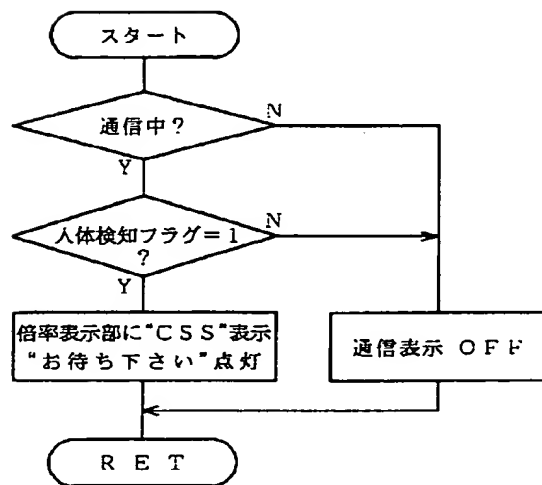 スタート
通信中?
N
Y
人体検知フラグ=1
?
N
Y
倍率表示部に"CSS"表示
"お待ち下さい"点灯
通信表示 OFF
RET